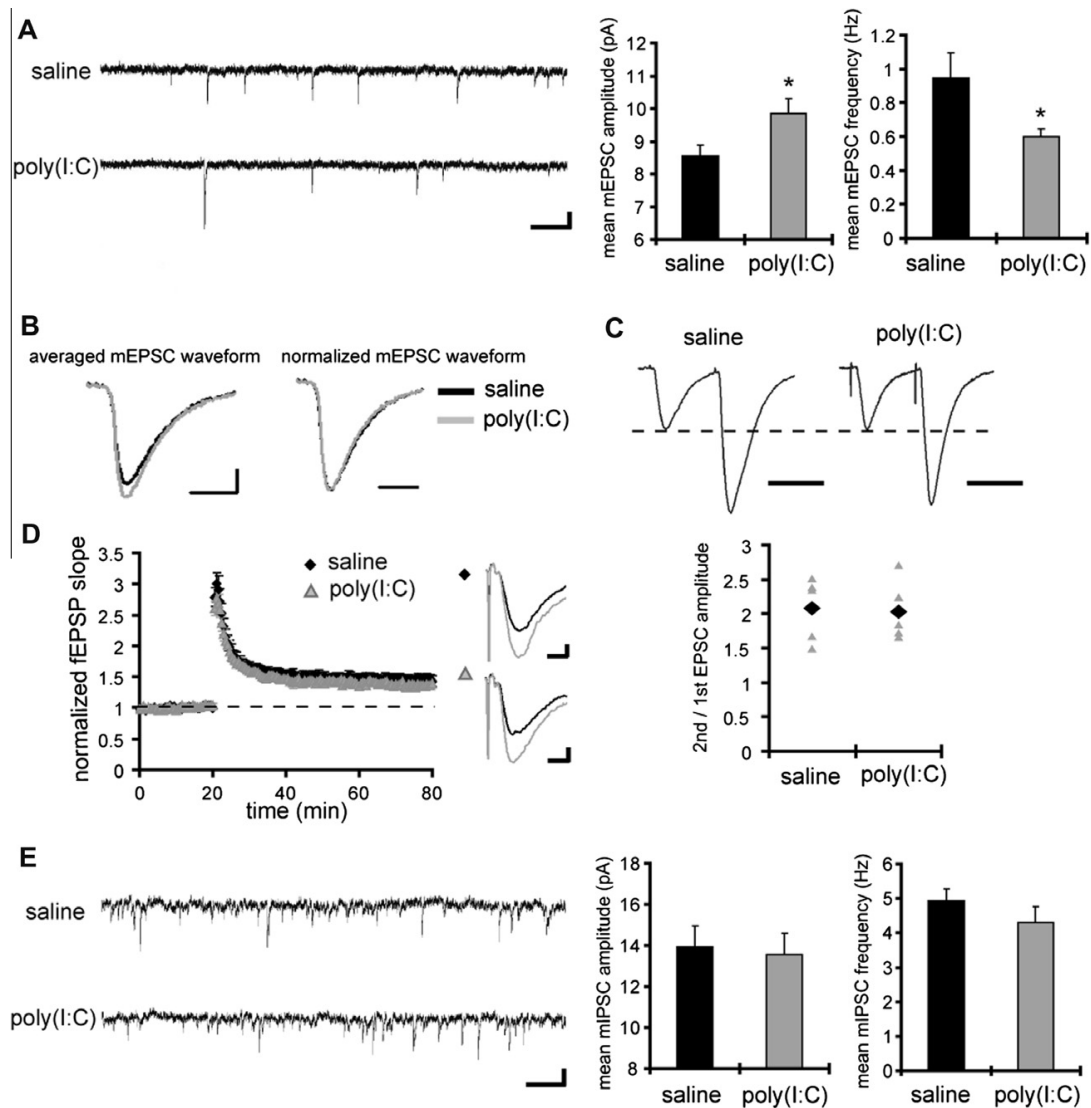 A
saline
poly(I:C)
mean mEPSC amplitude (pA)
12
11
10
9
8
7
6
*
saline
poly(I:C)
mean mEPSC frequency (Hz)
1.2
1
0.8
0.6
0.4
0.2
0
*
saline
poly(I:C)
B
averaged mEPSC waveform
normalized mEPSC waveform
saline
poly(I:C)
C
saline
poly(I:C)
2nd / 1st EPSC amplitude
3
2.5
2
1.5
1
0.5
0
saline
poly(I:C)
D
normalized fEPSP slope
3.5
3
2.5
2
1.5
1
0.5
0
saline
poly(I:C)
0
20
40
60
80
time (min)
E
saline
poly(I:C)
mean mIPSC amplitude (pA)
18
16
14
12
10
8
saline
poly(I:C)
mean mIPSC frequency (Hz)
6
5
4
3
2
1
0
saline
poly(I:C)